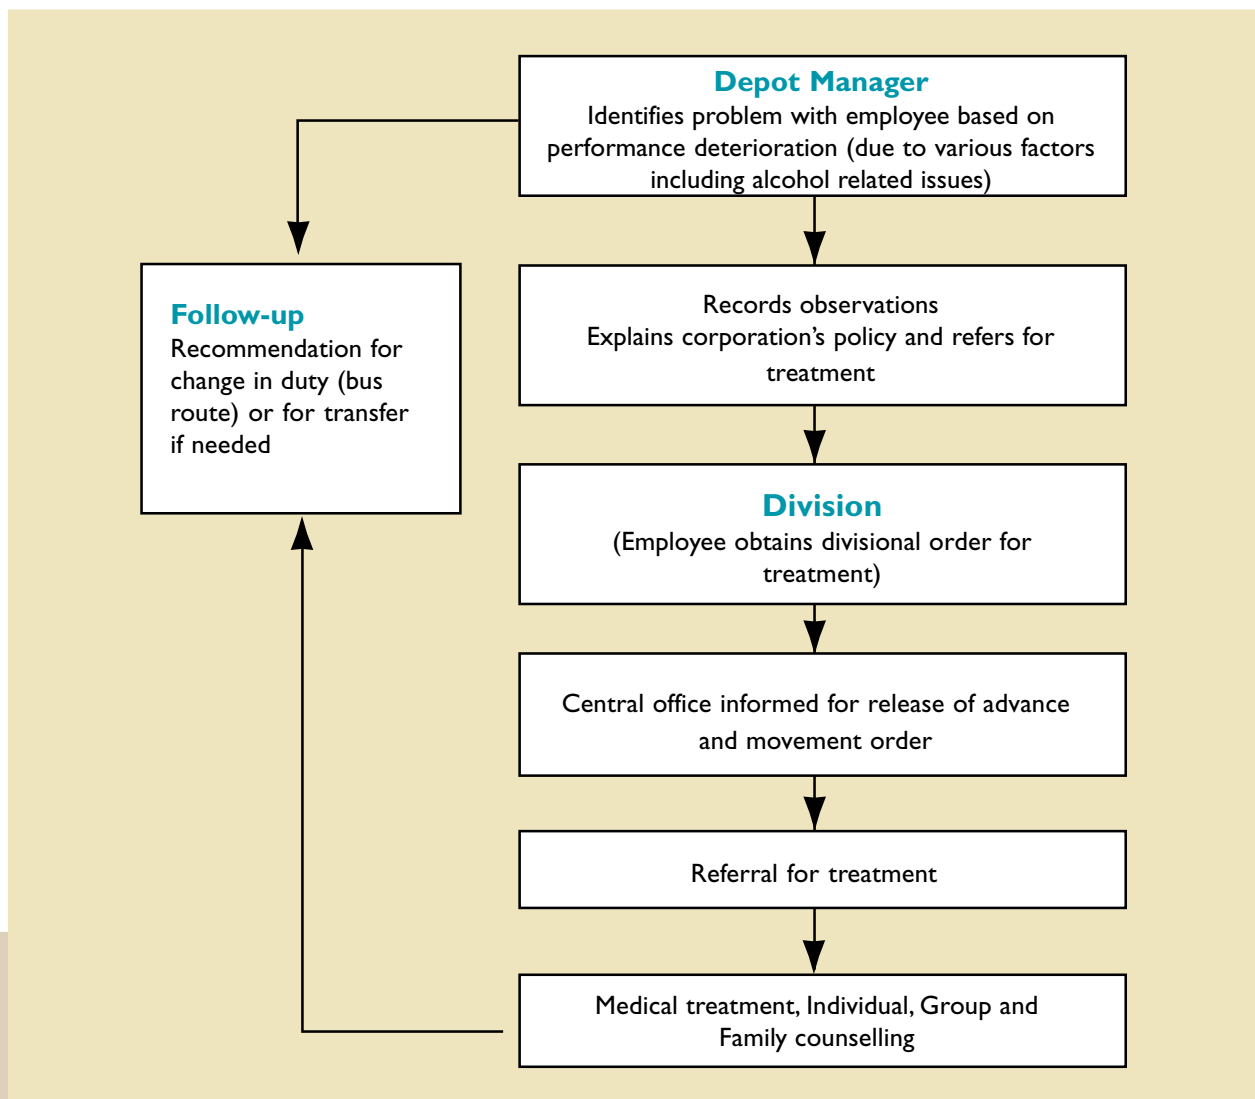 Depot Manager
Identifies problem with employee based on
performance deterioration (due to various factors
including alcohol related issues)
Follow-up
Recommendation for
change in duty (bus
route) or for transfer
if needed
Records observations
Explains corporation’s policy and refers for
treatment
Division
(Employee obtains divisional order for
treatment)
Central office informed for release of advance
and movement order
Referral for treatment
Medical treatment, Individual, Group and
Family counselling